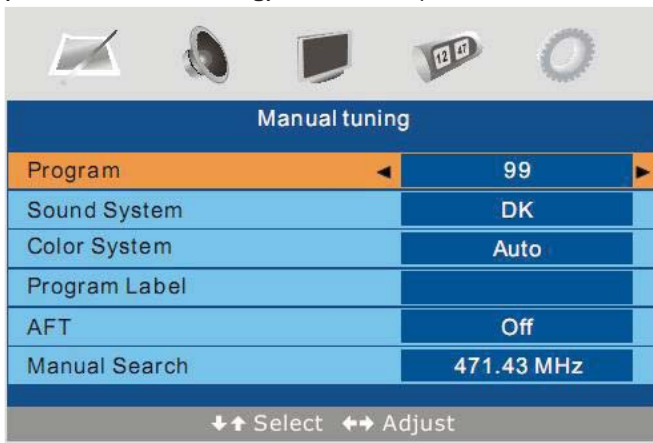 12 47
Manual tuning
Program ◄ 99 ►
Sound System DK
Color System Auto
Program Label
AFT Off
Manual Search 471.43 MHz
Select Adjust